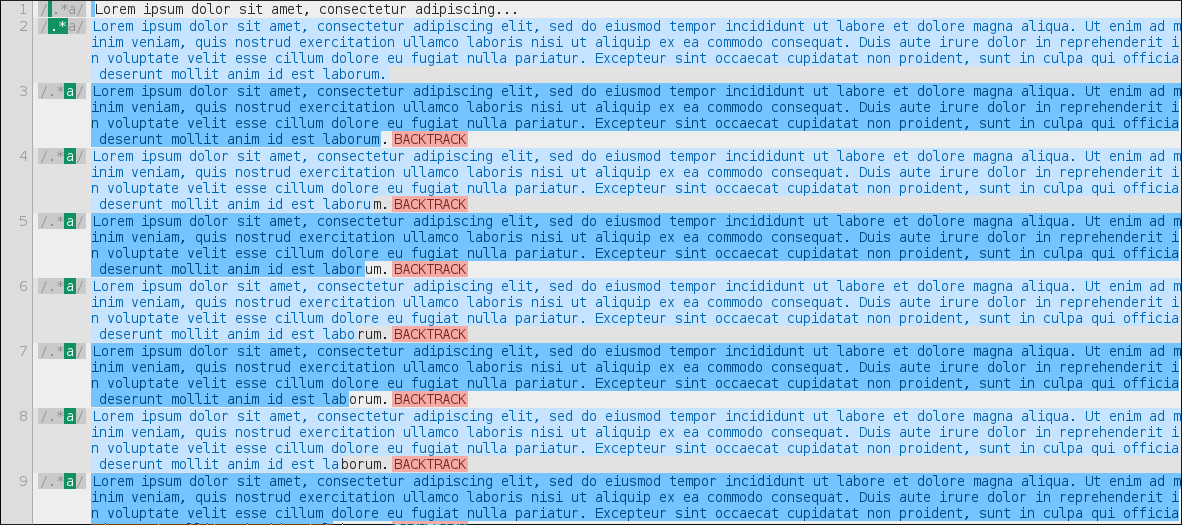 1 /.*a/ Lorem ipsum dolor sit amet, consectetur adipiscing...
2 /.*a/ Lorem ipsum dolor sit amet, consectetur adipiscing elit, sed do eiusmod tempor incididunt ut labore et dolore magna aliqua. Ut enim ad m
inim veniam, quis nostrud exercitation ullamco laboris nisi ut aliquip ex ea commodo consequat. Duis aute irure dolor in reprehenderit i
n voluptate velit esse cillum dolore eu fugiat nulla pariatur. Excepteur sint occaecat cupidatat non proident, sunt in culpa qui officia
deserunt mollit anim id est laborum.
3 /.*a/ Lorem ipsum dolor sit amet, consectetur adipiscing elit, sed do eiusmod tempor incididunt ut labore et dolore magna aliqua. Ut enim ad m
inim veniam, quis nostrud exercitation ullamco laboris nisi ut aliquip ex ea commodo consequat. Duis aute irure dolor in reprehenderit i
n voluptate velit esse cillum dolore eu fugiat nulla pariatur. Excepteur sint occaecat cupidatat non proident, sunt in culpa qui officia
deserunt mollit anim id est laborum. BACKTRACK
4 /.*a/ Lorem ipsum dolor sit amet, consectetur adipiscing elit, sed do eiusmod tempor incididunt ut labore et dolore magna aliqua. Ut enim ad m
inim veniam, quis nostrud exercitation ullamco laboris nisi ut aliquip ex ea commodo consequat. Duis aute irure dolor in reprehenderit i
n voluptate velit esse cillum dolore eu fugiat nulla pariatur. Excepteur sint occaecat cupidatat non proident, sunt in culpa qui officia
deserunt mollit anim id est laborum. BACKTRACK
5 /.*a/ Lorem ipsum dolor sit amet, consectetur adipiscing elit, sed do eiusmod tempor incididunt ut labore et dolore magna aliqua. Ut enim ad m
inim veniam, quis nostrud exercitation ullamco laboris nisi ut aliquip ex ea commodo consequat. Duis aute irure dolor in reprehenderit i
n voluptate velit esse cillum dolore eu fugiat nulla pariatur. Excepteur sint occaecat cupidatat non proident, sunt in culpa qui officia
deserunt mollit anim id est laborum. BACKTRACK
6 /.*a/ Lorem ipsum dolor sit amet, consectetur adipiscing elit, sed do eiusmod tempor incididunt ut labore et dolore magna aliqua. Ut enim ad m
inim veniam, quis nostrud exercitation ullamco laboris nisi ut aliquip ex ea commodo consequat. Duis aute irure dolor in reprehenderit i
n voluptate velit esse cillum dolore eu fugiat nulla pariatur. Excepteur sint occaecat cupidatat non proident, sunt in culpa qui officia
deserunt mollit anim id est laborum. BACKTRACK
7 /.*a/ Lorem ipsum dolor sit amet, consectetur adipiscing elit, sed do eiusmod tempor incididunt ut labore et dolore magna aliqua. Ut enim ad m
inim veniam, quis nostrud exercitation ullamco laboris nisi ut aliquip ex ea commodo consequat. Duis aute irure dolor in reprehenderit i
n voluptate velit esse cillum dolore eu fugiat nulla pariatur. Excepteur sint occaecat cupidatat non proident, sunt in culpa qui officia
deserunt mollit anim id est laborum. BACKTRACK
8 /.*a/ Lorem ipsum dolor sit amet, consectetur adipiscing elit, sed do eiusmod tempor incididunt ut labore et dolore magna aliqua. Ut enim ad m
inim veniam, quis nostrud exercitation ullamco laboris nisi ut aliquip ex ea commodo consequat. Duis aute irure dolor in reprehenderit i
n voluptate velit esse cillum dolore eu fugiat nulla pariatur. Excepteur sint occaecat cupidatat non proident, sunt in culpa qui officia
deserunt mollit anim id est laborum. BACKTRACK
9 /.*a/ Lorem ipsum dolor sit amet, consectetur adipiscing elit, sed do eiusmod tempor incididunt ut labore et dolore magna aliqua. Ut enim ad m
inim veniam, quis nostrud exercitation ullamco laboris nisi ut aliquip ex ea commodo consequat. Duis aute irure dolor in reprehenderit i
n voluptate velit esse cillum dolore eu fugiat nulla pariatur. Excepteur sint occaecat cupidatat non proident, sunt in culpa qui officia